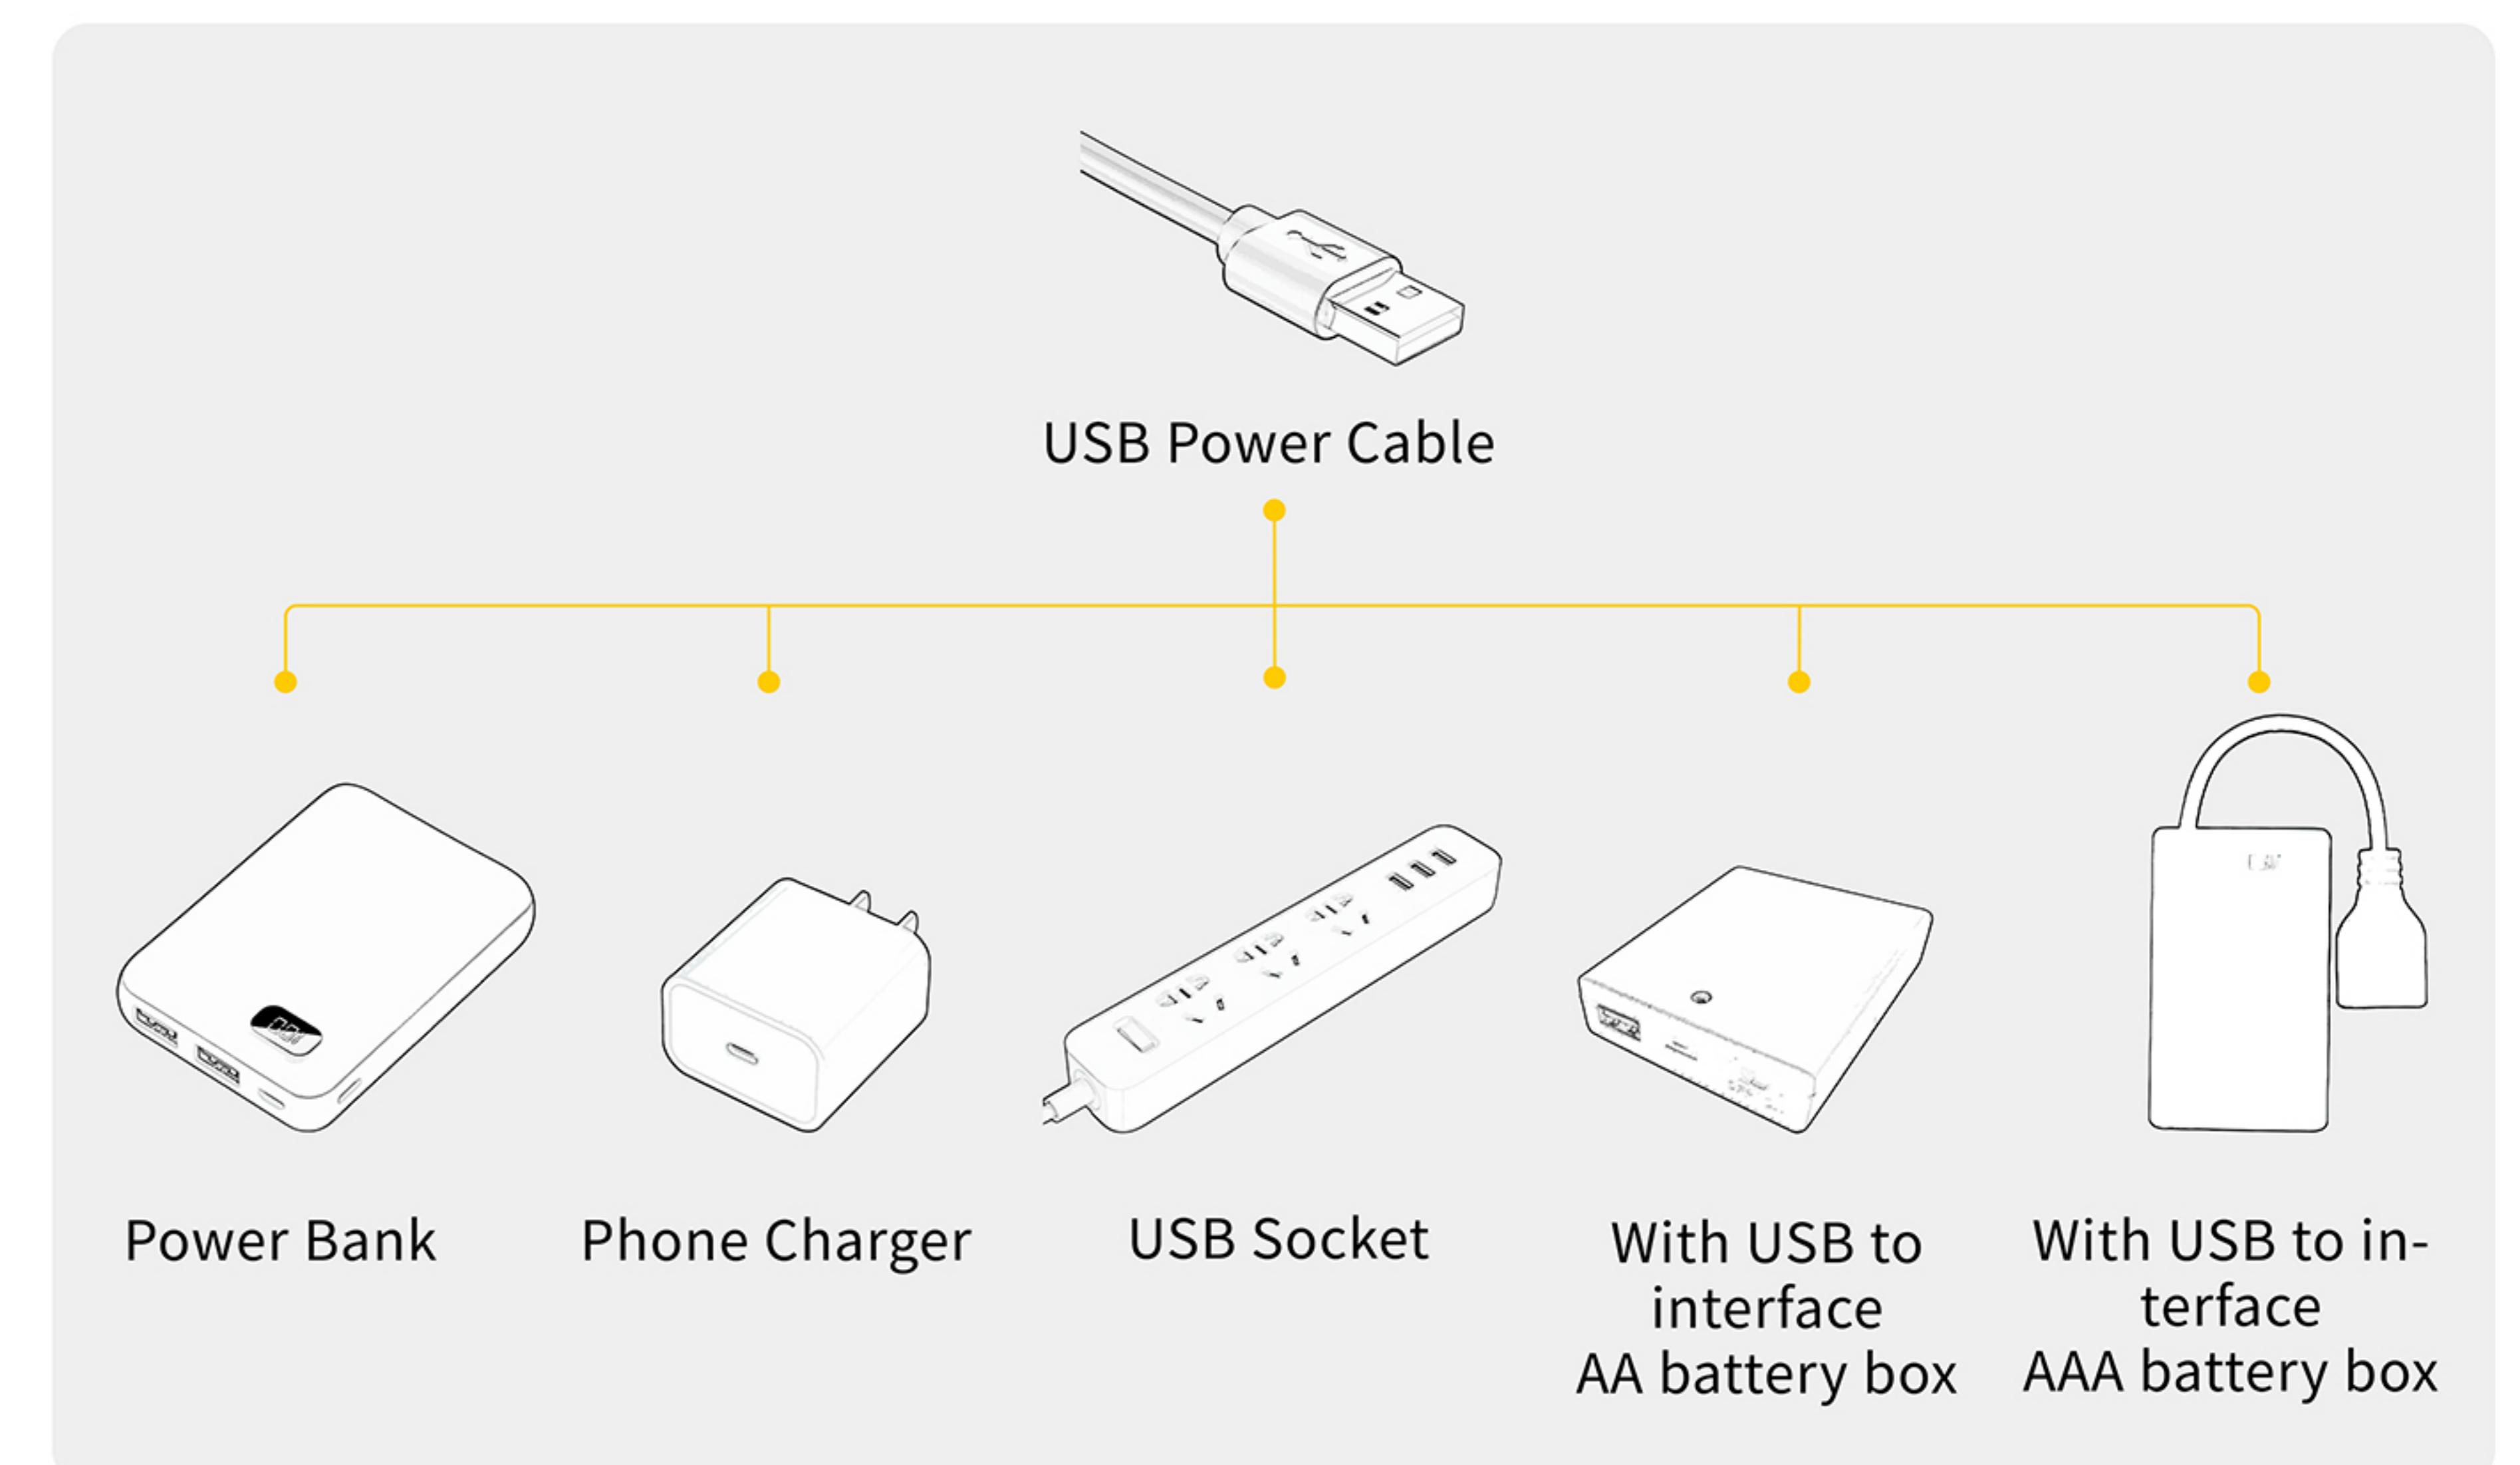 USB Power Cable
Power Bank
Phone Charger
USB Socket
With USB to
interface
AA battery box
With USB to in-
terface
AAA battery box